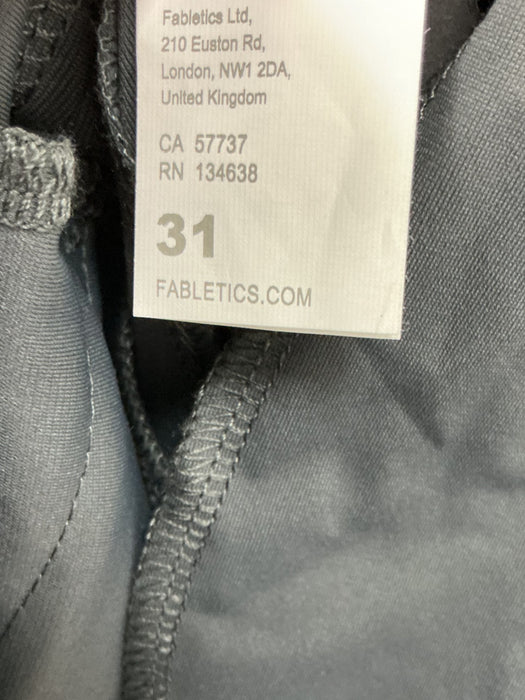 Fabletics Ltd,
210 Euston Rd,
London, NW1 2DA,
United Kingdom
CA 57737
RN 134638
31
FABLETICS.COM